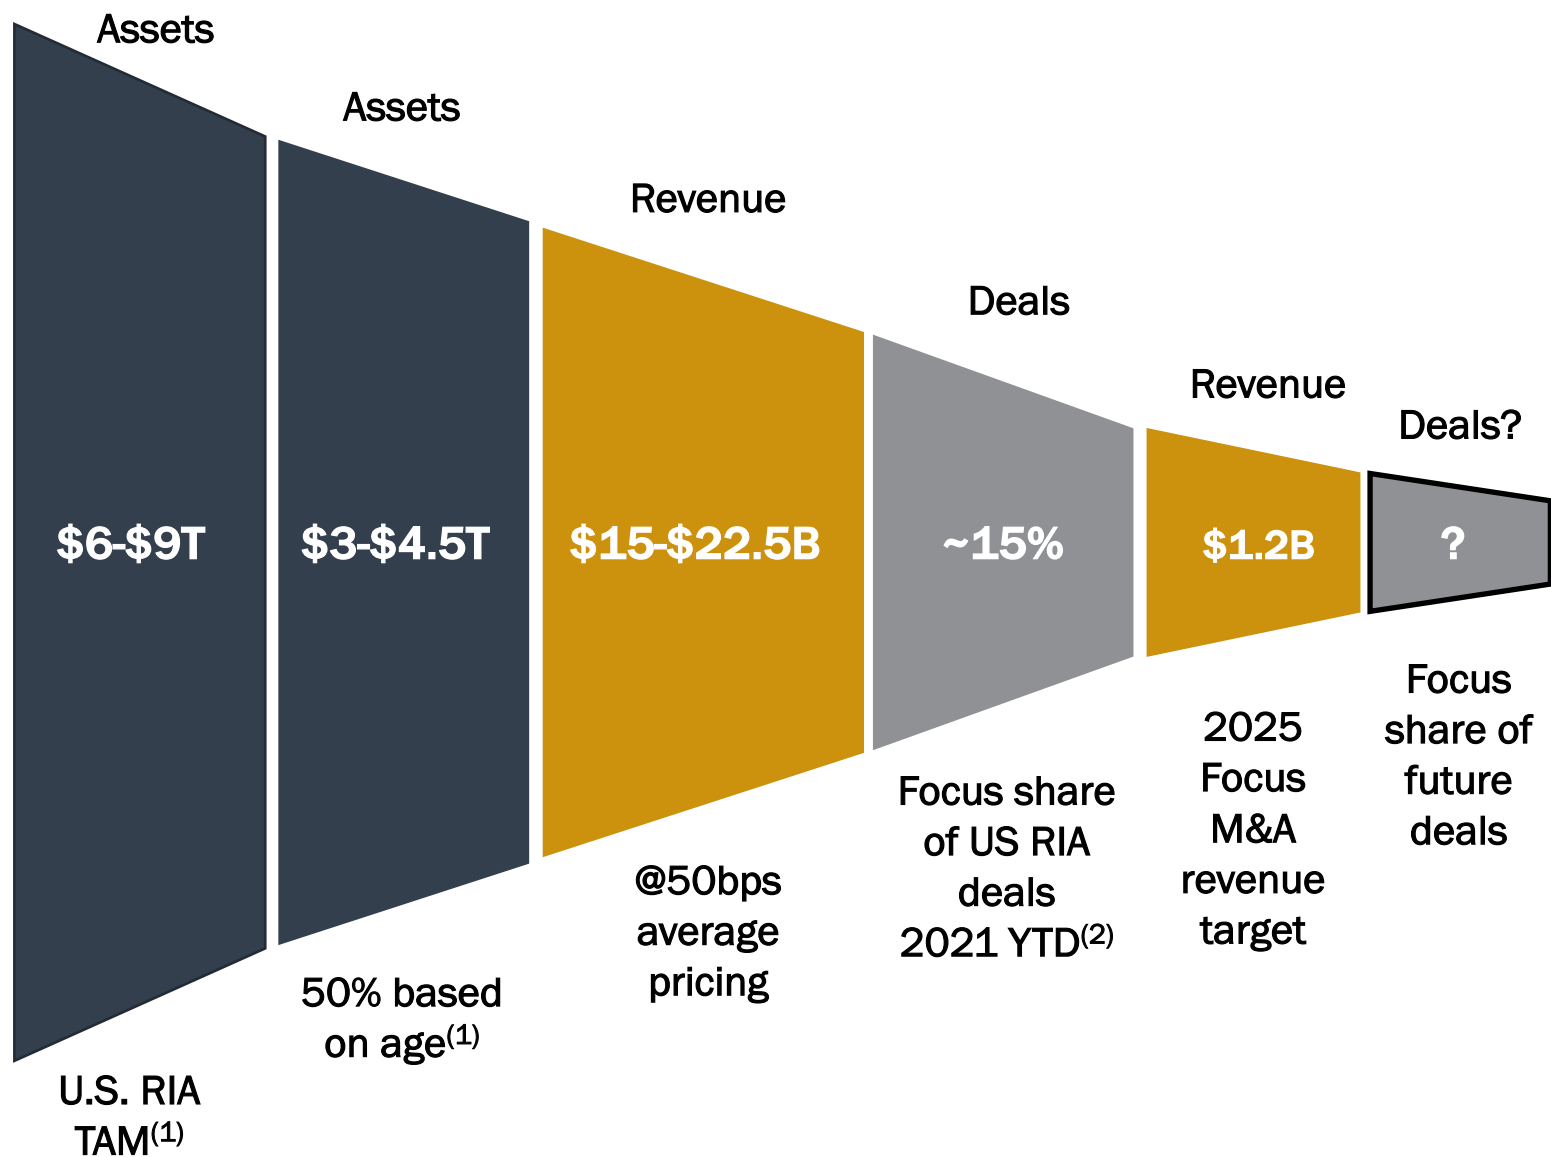 Assets
$6-$9T
U.S. RIA
TAM(1)
Assets
$3-$4.5T
50% based
on age(1)
Revenue
$15-$22.5B
@50bps
average
pricing
Deals
~15%
Focus share
of US RIA
deals
2021 YTD(2)
Revenue
$1.2B
2025
Focus
M&A
revenue
target
Deals?
?
Focus
share of
future
deals